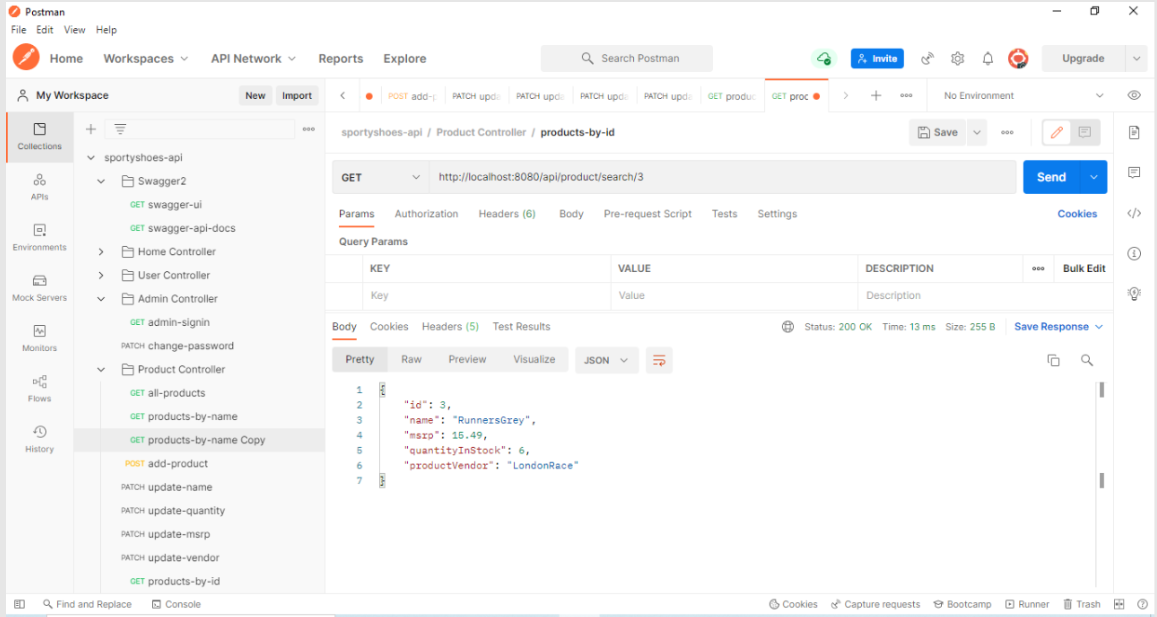 Postman
File Edit View Help
Home Workspaces API Network Reports Explore Search Postman Invite Upgrade
My Workspace New Import
POST add-p PATCH upda PATCH upda PATCH upda PATCH upda GET produc GET proc No Environment
Collections
APIs
Environments
Mock Servers
Monitors
Flows
History
sportyshoes-api
Swagger2
GET swagger-ui
GET swagger-api-docs
Home Controller
User Controller
Admin Controller
GET admin-signin
PATCH change-password
Product Controller
GET all-products
GET products-by-name
GET products-by-name Copy
POST add-product
PATCH update-name
PATCH update-quantity
PATCH update-msrp
PATCH update-vendor
GET products-by-id
sportyshoes-api / Product Controller / products-by-id Save
GET http://localhost:8080/api/product/search/3 Send
Params Authorization Headers (6) Body Pre-request Script Tests Settings Cookies
Query Params
KEY VALUE DESCRIPTION Bulk Edit
Key Value Description
Body Cookies Headers (5) Test Results Status: 200 OK Time: 13 ms Size: 255 B Save Response
Pretty Raw Preview Visualize JSON
1 {
2 "id": 3,
3 "name": "RunnersGrey",
4 "msrp": 15.49,
5 "quantityInStock": 6,
6 "productVendor": "LondonRace"
7 }
Find and Replace Console Cookies Capture requests Bootcamp Runner Trash